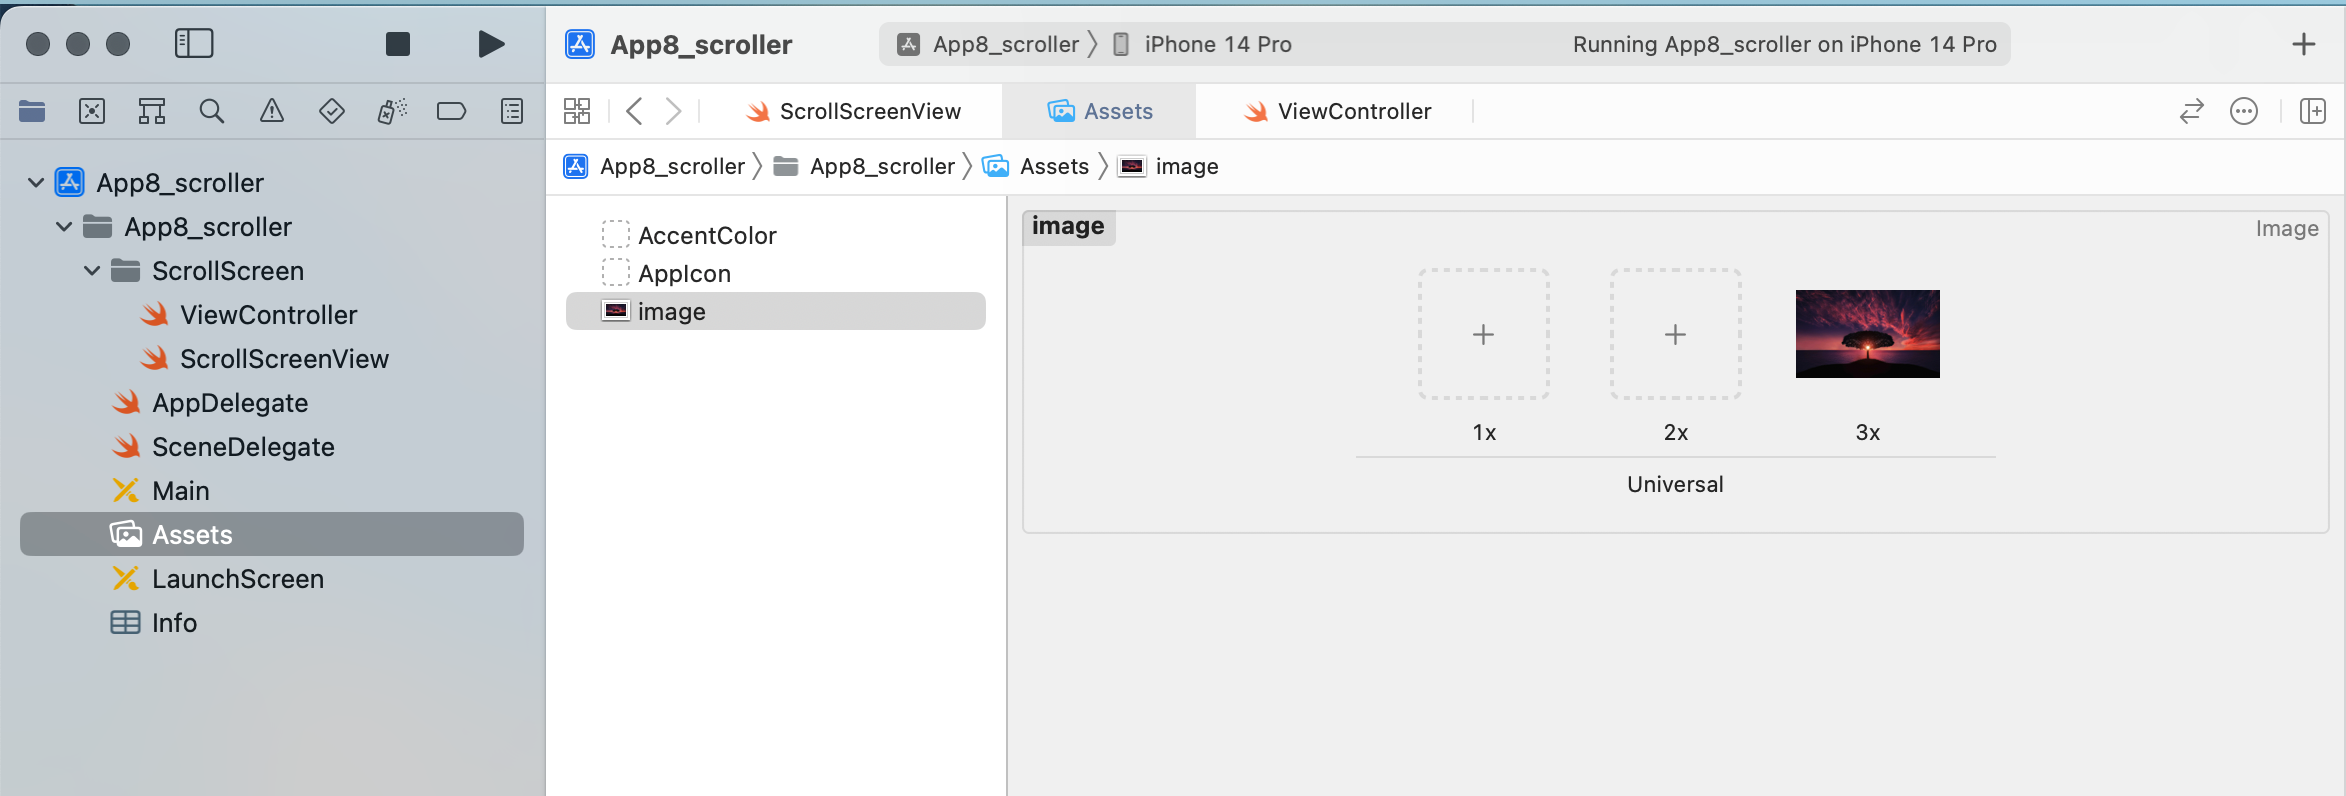 App8_scroller
App8_scroller
iPhone 14 Pro
Running App8_scroller on iPhone 14 Pro
ScrollScreenView
Assets
ViewController
App8_scroller
App8_scroller
Assets
image
App8_scroller
App8_scroller
ScrollScreen
ViewController
ScrollScreenView
AppDelegate
SceneDelegate
Main
Assets
LaunchScreen
Info
AccentColor
AppIcon
image
image
Image
1x
2x
3x
Universal